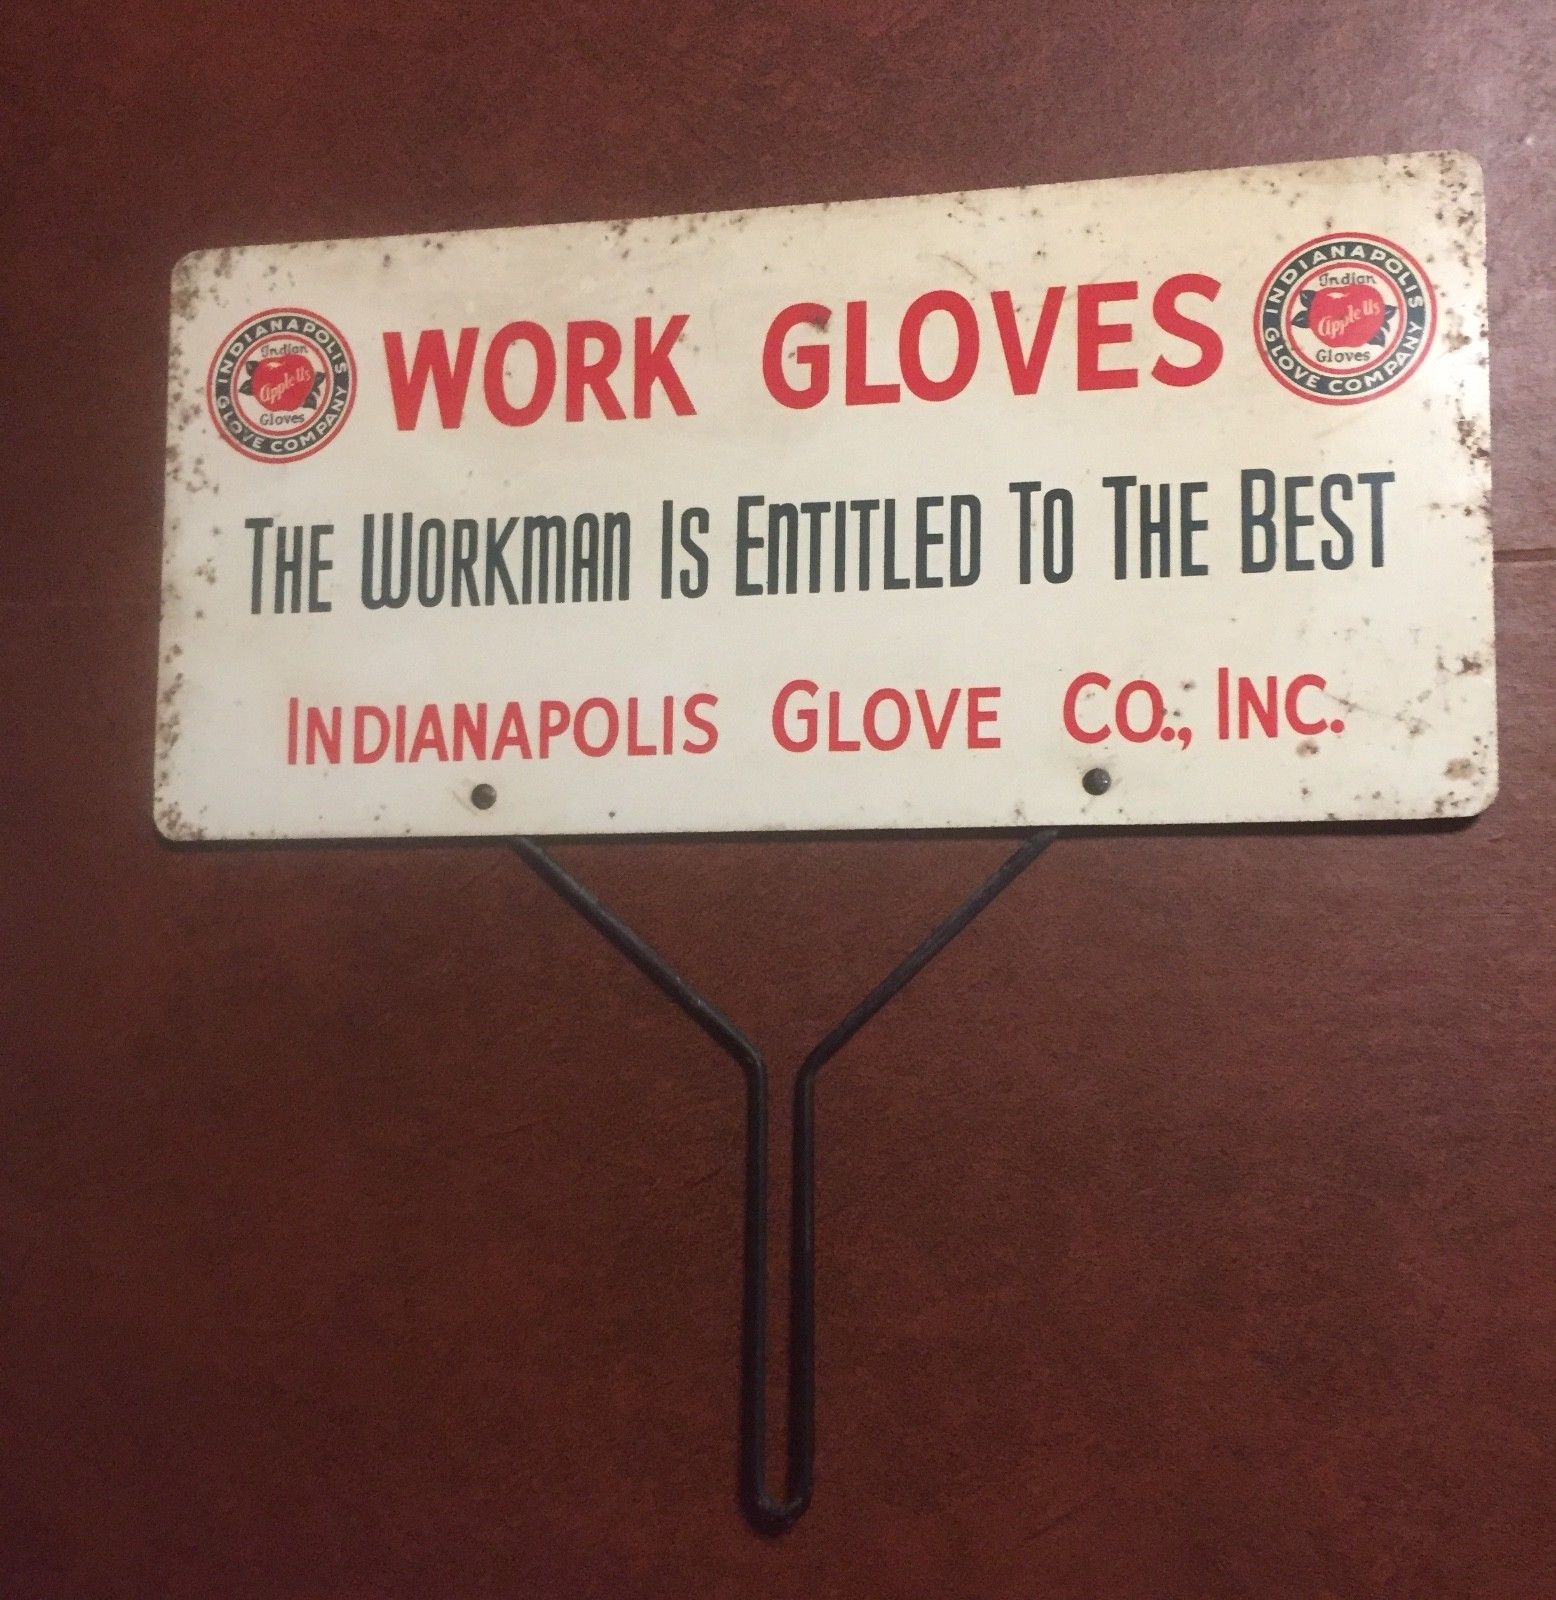 INDIANAPOLIS GLOVE COMPANY
Indian
Apple Us
Gloves
WORK GLOVES
INDIANAPOLIS GLOVE COMPANY
Indian
Apple Us
Gloves
THE WORKMAN IS ENTITLED TO THE BEST
INDIANAPOLIS GLOVE CO., INC.